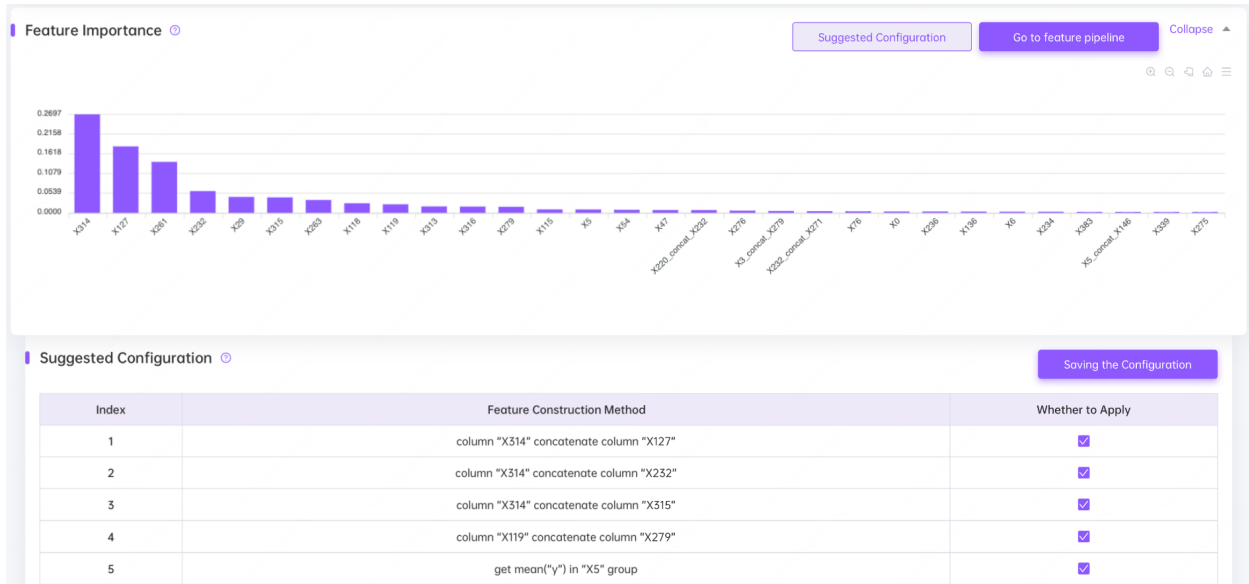 Feature Importance
Suggested Configuration
Go to feature pipeline
Collapse
0.2697
0.2158
0.1618
0.1079
0.0539
0.0000
X314
X127
X261
X232
X29
X315
X263
X118
X119
X313
X316
X279
X115
X5
X54
X47
X220_concat_X232
X276
X3_concat_X279
X232_concat_X271
X76
X0
X236
X136
X6
X234
X383
X5_concat_X146
X339
X275
Suggested Configuration
Saving the Configuration
Index Feature Construction Method Whether to Apply
1 column "X314" concatenate column "X127"
2 column "X314" concatenate column "X232"
3 column "X314" concatenate column "X315"
4 column "X119" concatenate column "X279"
5 get mean("y") in "X5" group